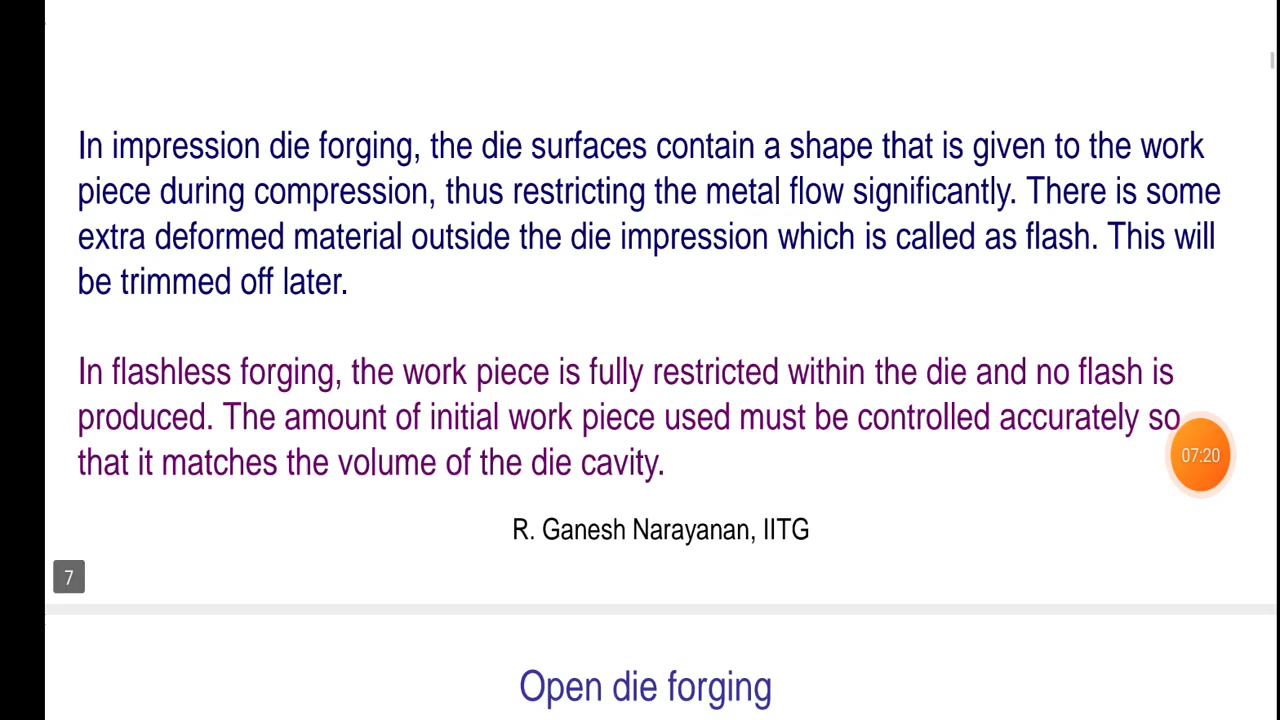 In impression die forging, the die surfaces contain a shape that is given to the work
piece during compression, thus restricting the metal flow significantly. There is some
extra deformed material outside the die impression which is called as flash. This will
be trimmed off later.
In flashless forging, the work piece is fully restricted within the die and no flash is
produced. The amount of initial work piece used must be controlled accurately so
that it matches the volume of the die cavity.
07:20
R. Ganesh Narayanan, IITG
7
Open die forging